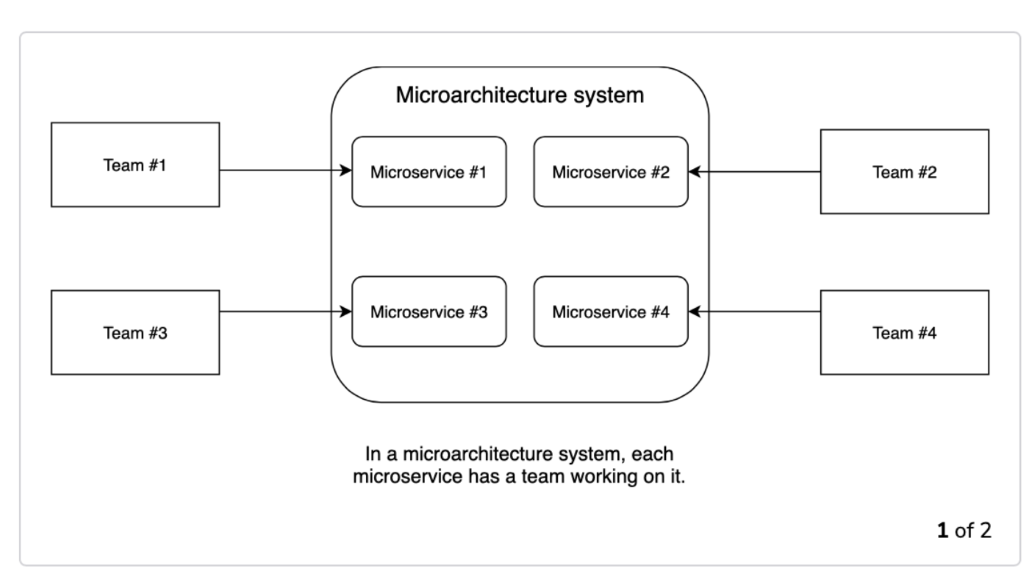 Microarchitecture system
Team #1
Microservice #1
Microservice #2
Team #2
Team #3
Microservice #3
Microservice #4
Team #4
In a microarchitecture system, each
microservice has a team working on it.
1 of 2